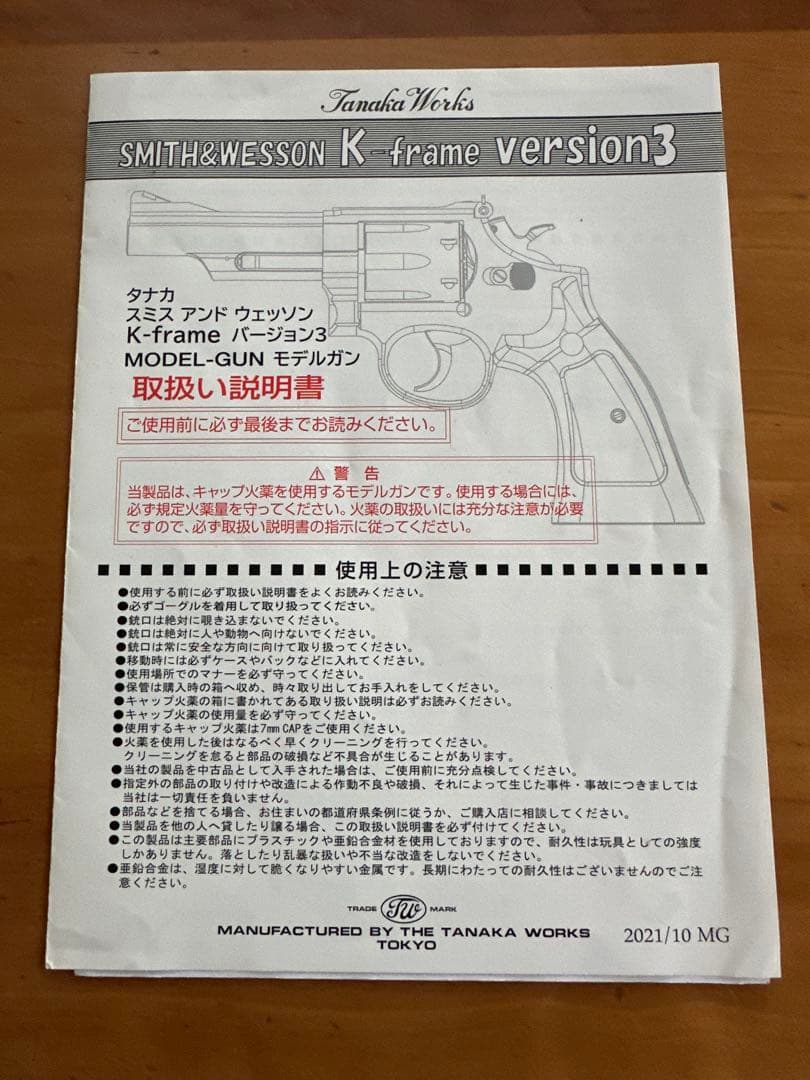 Tanaka Works
SMITH&WESSON K-frame version3
タナカ
スミス アンド ウェッソン
K-frame バージョン3
MODEL-GUN モデルガン
取扱い説明書
ご使用前に必ず最後までお読みください。
⚠ 警 告
当製品は、キャップ火薬を使用するモデルガンです。使用する場合には、
必ず規定火薬量を守ってください。火薬の取扱いには充分な注意が必要
ですので、必ず取扱い説明書の指示に従ってください。
使用上の注意
●使用する前に必ず取扱い説明書をよくお読みください。
●必ずゴーグルを着用して取り扱ってください。
●銃口は絶対に覗き込まないでください。
●銃口は絶対に人や動物へ向けないでください。
●銃口は常に安全な方向に向けて取り扱ってください。
●移動時には必ずケースやバックなどに入れてください。
●使用場所でのマナーを必ず守ってください。
●保管は購入時の箱へ収め、時々取り出してお手入れをしてください。
●キャップ火薬の箱に書かれてある取り扱い説明は必ずお読みください。
●キャップ火薬の使用量を必ず守ってください。
●使用するキャップ火薬は7mm CAPをご使用ください。
●火薬を使用した後はなるべく早くクリーニングを行ってください。
クリーニングを怠ると部品の破損など不具合が生じることがあります。
●当社の製品を中古品として入手された場合は、ご使用前に充分点検してください。
●指定外の部品の取り付けや改造による作動不良や破損、それによって生じた事件・事故につきましては
当社は一切責任を負いません。
●部品などを捨てる場合、お住まいの都道府県条例に従うか、ご購入店に相談してください。
●当製品を他の人へ貸したり譲る場合、この取扱い説明書を必ず付けてください。
●この製品は主要部品にプラスチックや亜鉛合金材を使用しておりますので、耐久性は玩具としての強度
しかありません。落としたり乱暴な扱いや不当な改造をしないでください。
●亜鉛合金は、湿度に対して脆くなりやすい金属です。長期にわたっての耐久性はございませんのでご注
意ください。
TRADE TW MARK
MANUFACTURED BY THE TANAKA WORKS
TOKYO
2021/10 MG